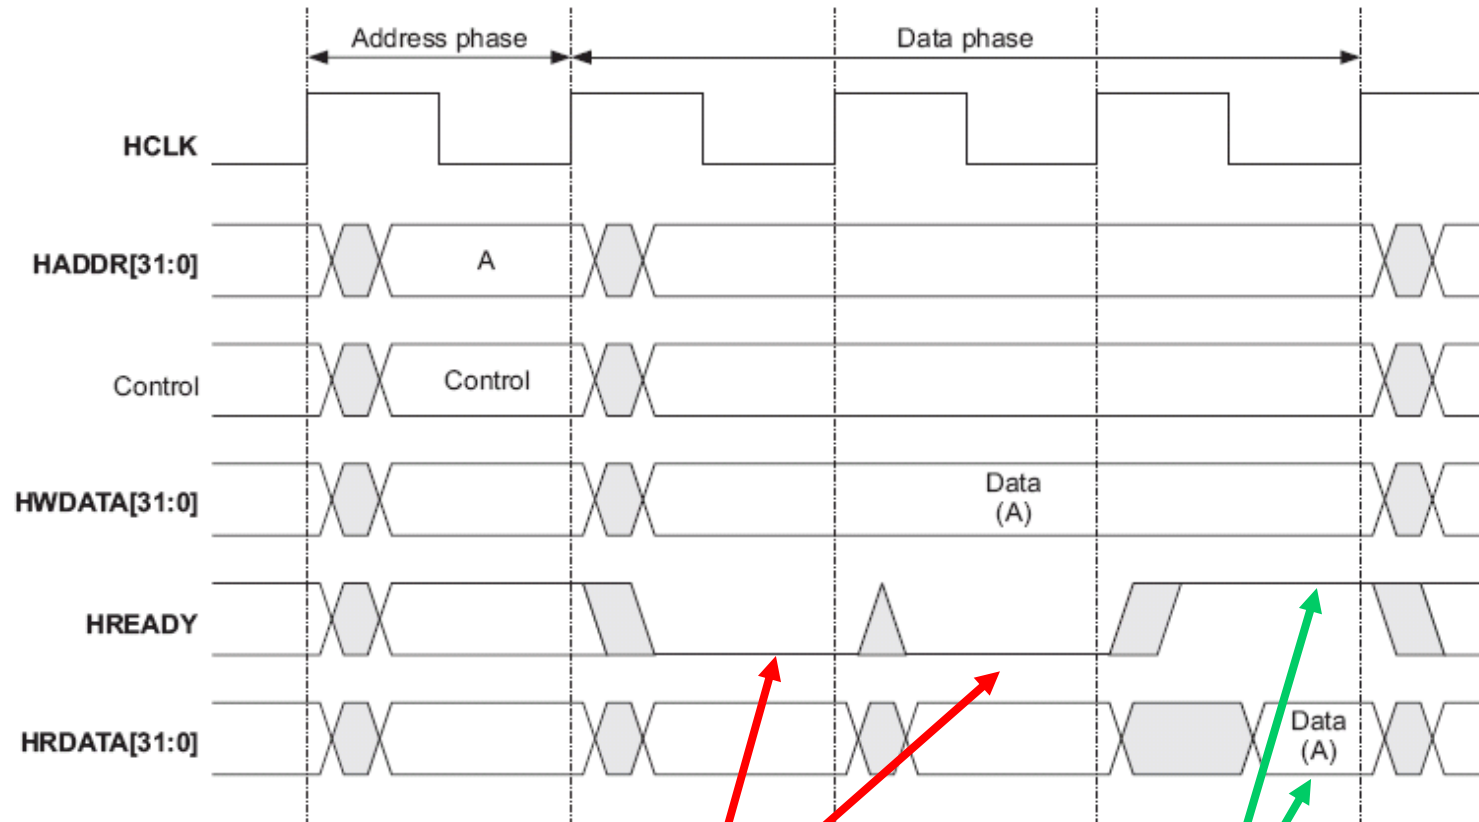 Address phase
Data phase
HCLK
HADDR[31:0]
A
Control
Control
HWDATA[31:0]
Data
(A)
HREADY
HRDATA[31:0]
Data
(A)